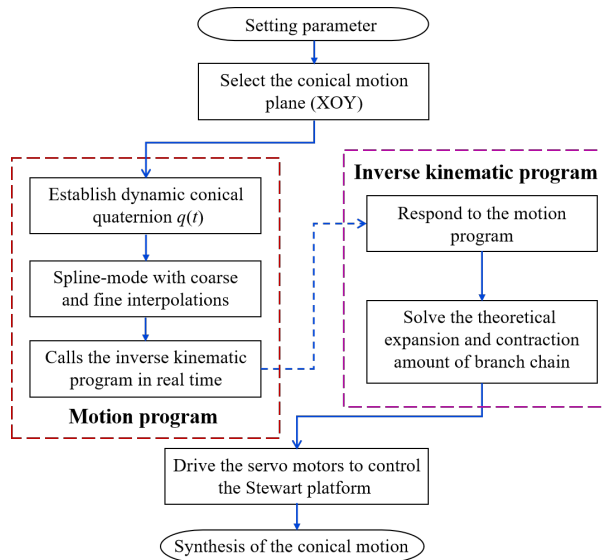 Setting parameter
Select the conical motion
plane (XOY)
Establish dynamic conical
quaternion q(t)
Spline-mode with coarse
and fine interpolations
Calls the inverse kinematic
program in real time
Motion program
Inverse kinematic program
Respond to the motion
program
Solve the theoretical
expansion and contraction
amount of branch chain
Drive the servo motors to control
the Stewart platform
Synthesis of the conical motion